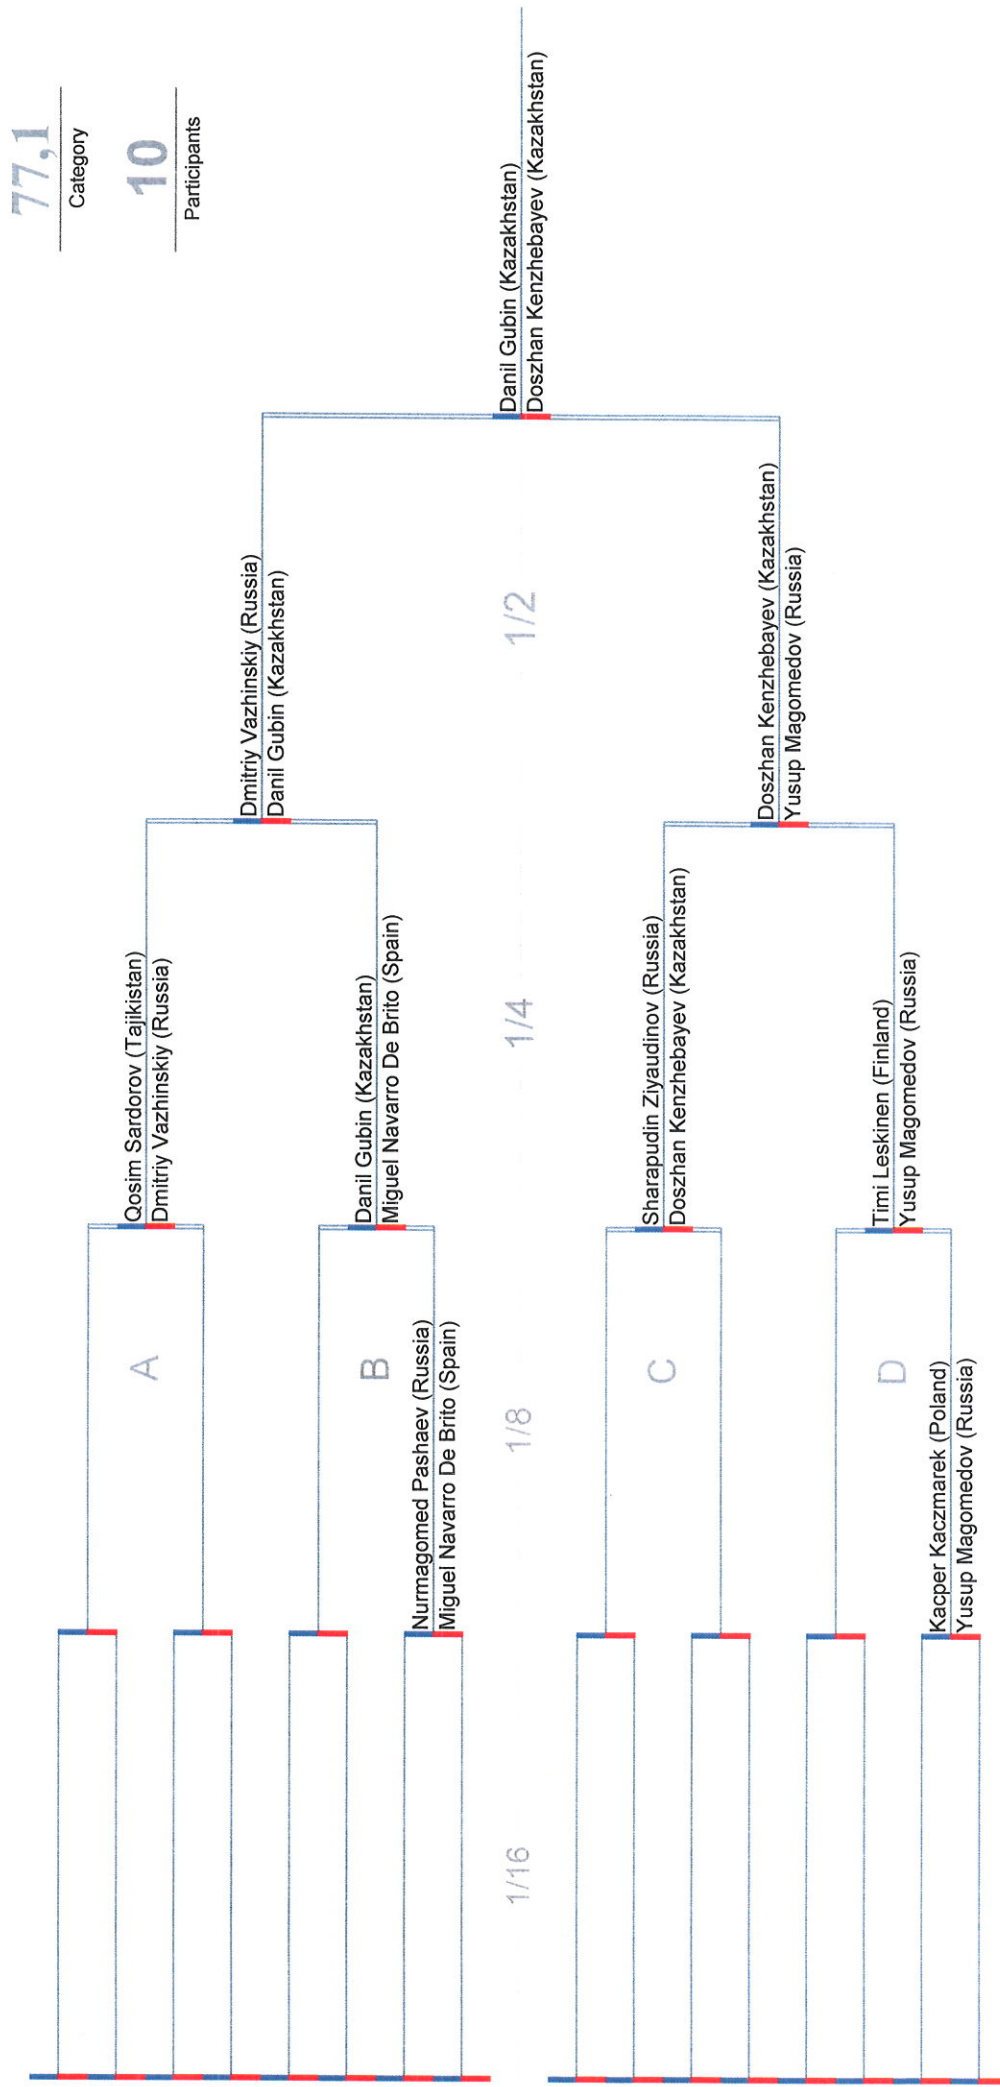 77,1
Category
10
Participants
Qosim Sardorov (Tajikistan)
Dmitriy Vazhinskiy (Russia)
A
Dmitriy Vazhinskiy (Russia)
Danil Gubin (Kazakhstan)
Danil Gubin (Kazakhstan)
Miguel Navarro De Brito (Spain)
B
Nurmagomed Pashaev (Russia)
Miguel Navarro De Brito (Spain)
1/16
1/8
1/4
1/2
Danil Gubin (Kazakhstan)
Doszhan Kenzhebayev (Kazakhstan)
Sharapudin Ziyaudinov (Russia)
Doszhan Kenzhebayev (Kazakhstan)
C
Doszhan Kenzhebayev (Kazakhstan)
Yusup Magomedov (Russia)
Timi Leskinen (Finland)
Yusup Magomedov (Russia)
D
Kacper Kaczmarek (Poland)
Yusup Magomedov (Russia)